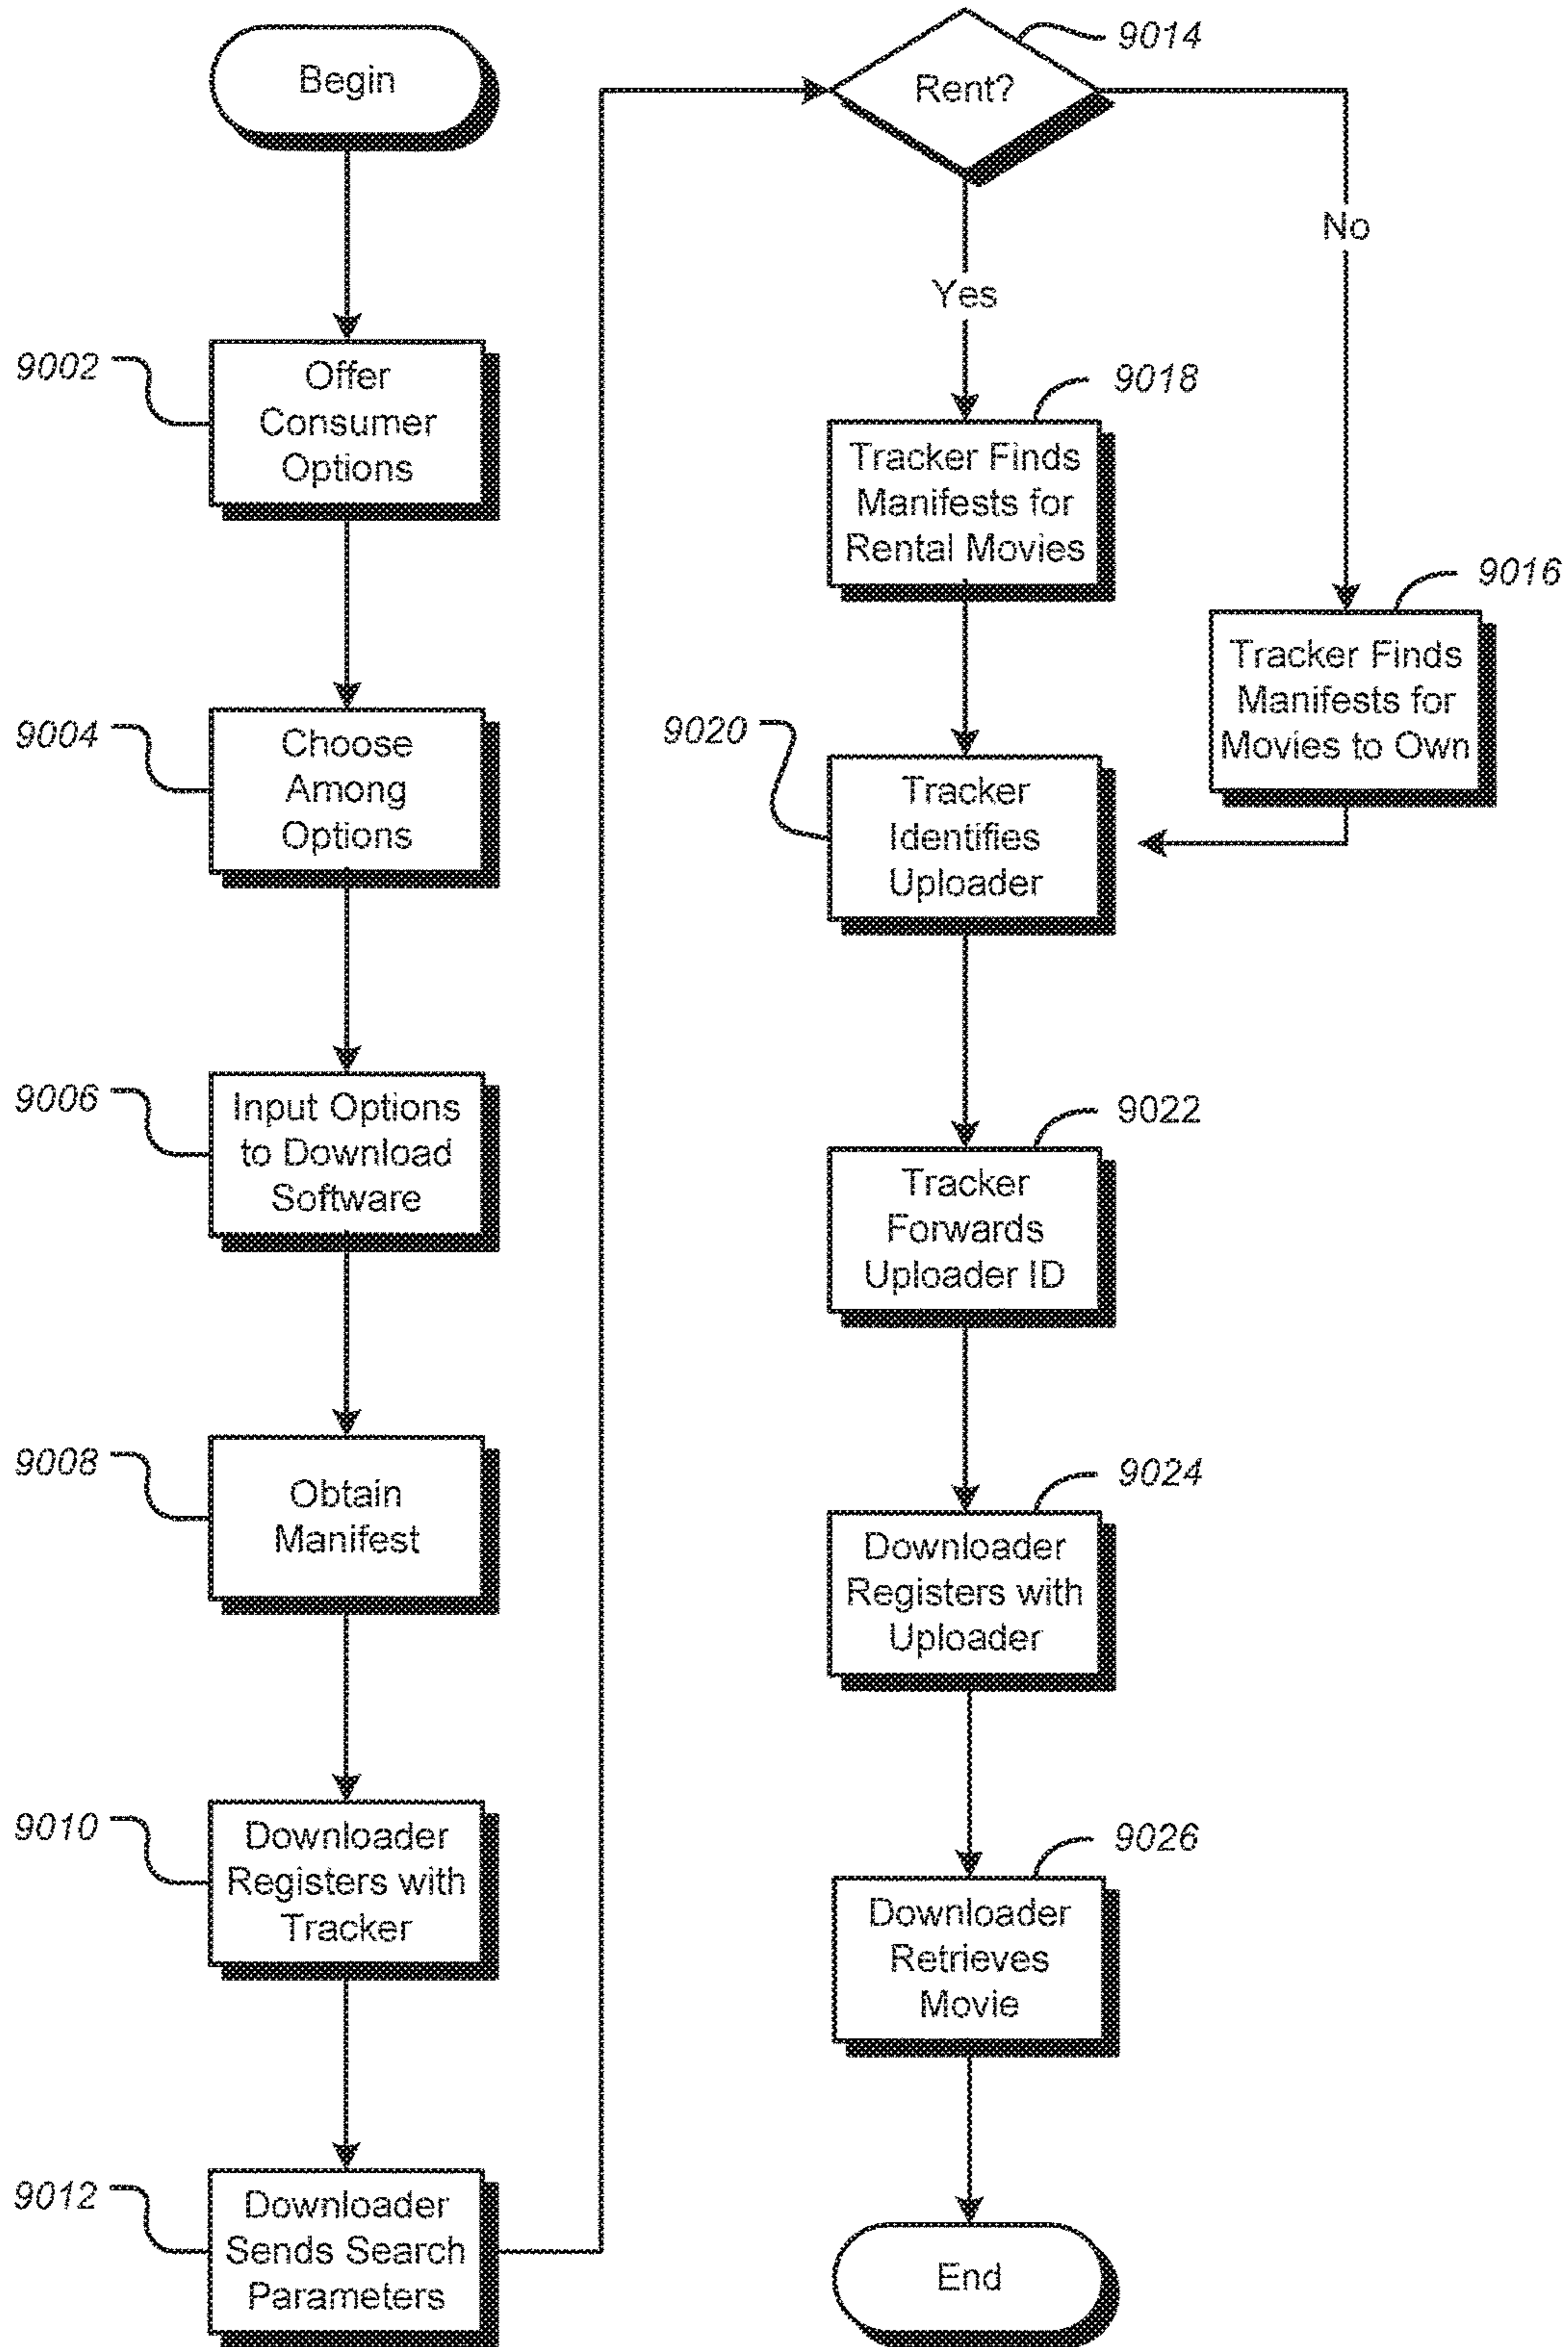 Begin
9002
Offer
Consumer
Options
9004
Choose
Among
Options
9006
Input Options
to Download
Software
9008
Obtain
Manifest
9010
Downloader
Registers with
Tracker
9012
Downloader
Sends Search
Parameters
9014
Rent?
No
Yes
9018
Tracker Finds
Manifests for
Rental Movies
9016
Tracker Finds
Manifests for
Movies to Own
9020
Tracker
Identifies
Uploader
9022
Tracker
Forwards
Uploader ID
9024
Downloader
Registers with
Uploader
9026
Downloader
Retrieves
Movie
End